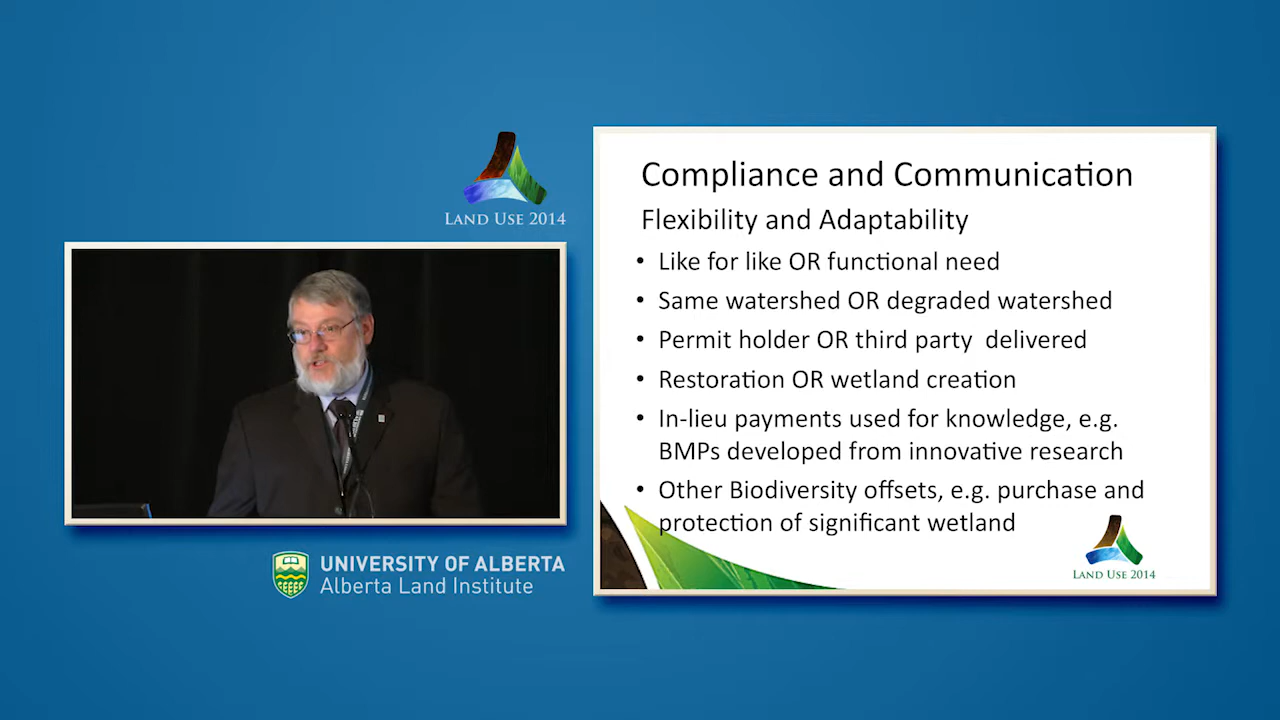 LAND USE 2014
UNIVERSITY OF ALBERTA
Alberta Land Institute
Compliance and Communication
Flexibility and Adaptability
• Like for like OR functional need
• Same watershed OR degraded watershed
• Permit holder OR third party delivered
• Restoration OR wetland creation
• In-lieu payments used for knowledge, e.g.
BMPs developed from innovative research
• Other Biodiversity offsets, e.g. purchase and
protection of significant wetland
LAND USE 2014